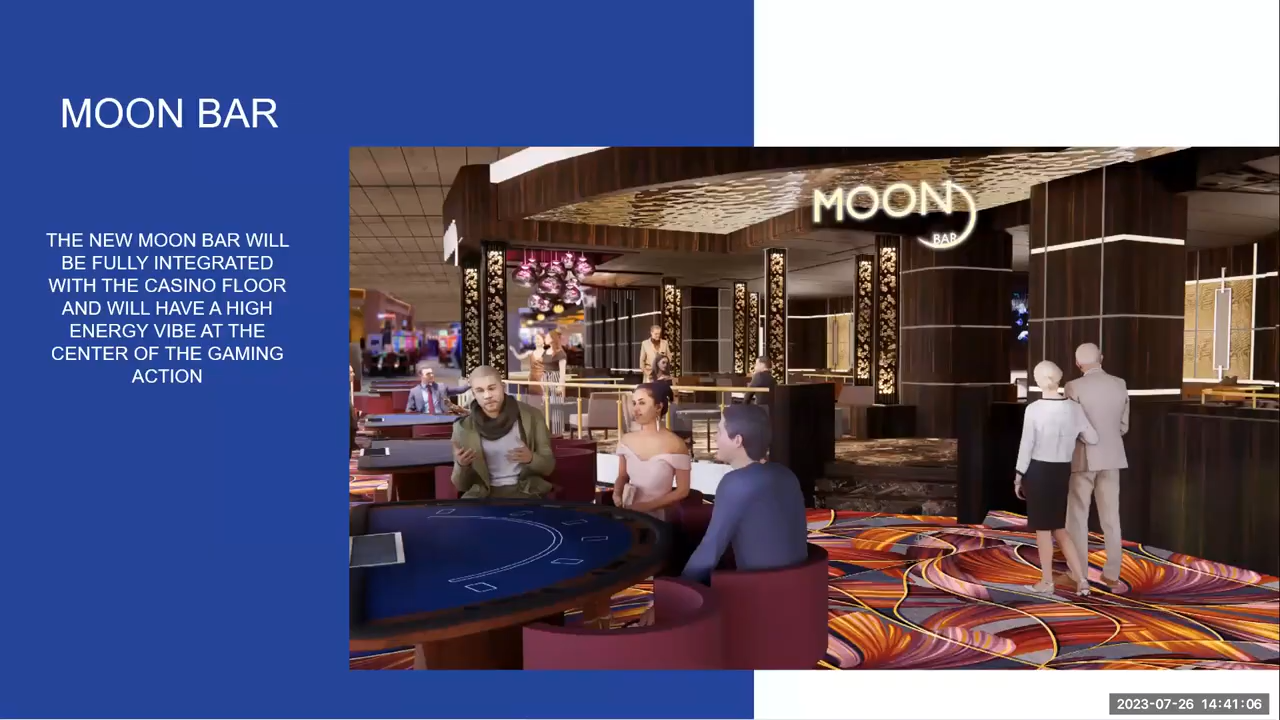 MOON BAR
THE NEW MOON BAR WILL
BE FULLY INTEGRATED
WITH THE CASINO FLOOR
AND WILL HAVE A HIGH
ENERGY VIBE AT THE
CENTER OF THE GAMING
ACTION
MOON
BAR
2023-07-26 14:41:06